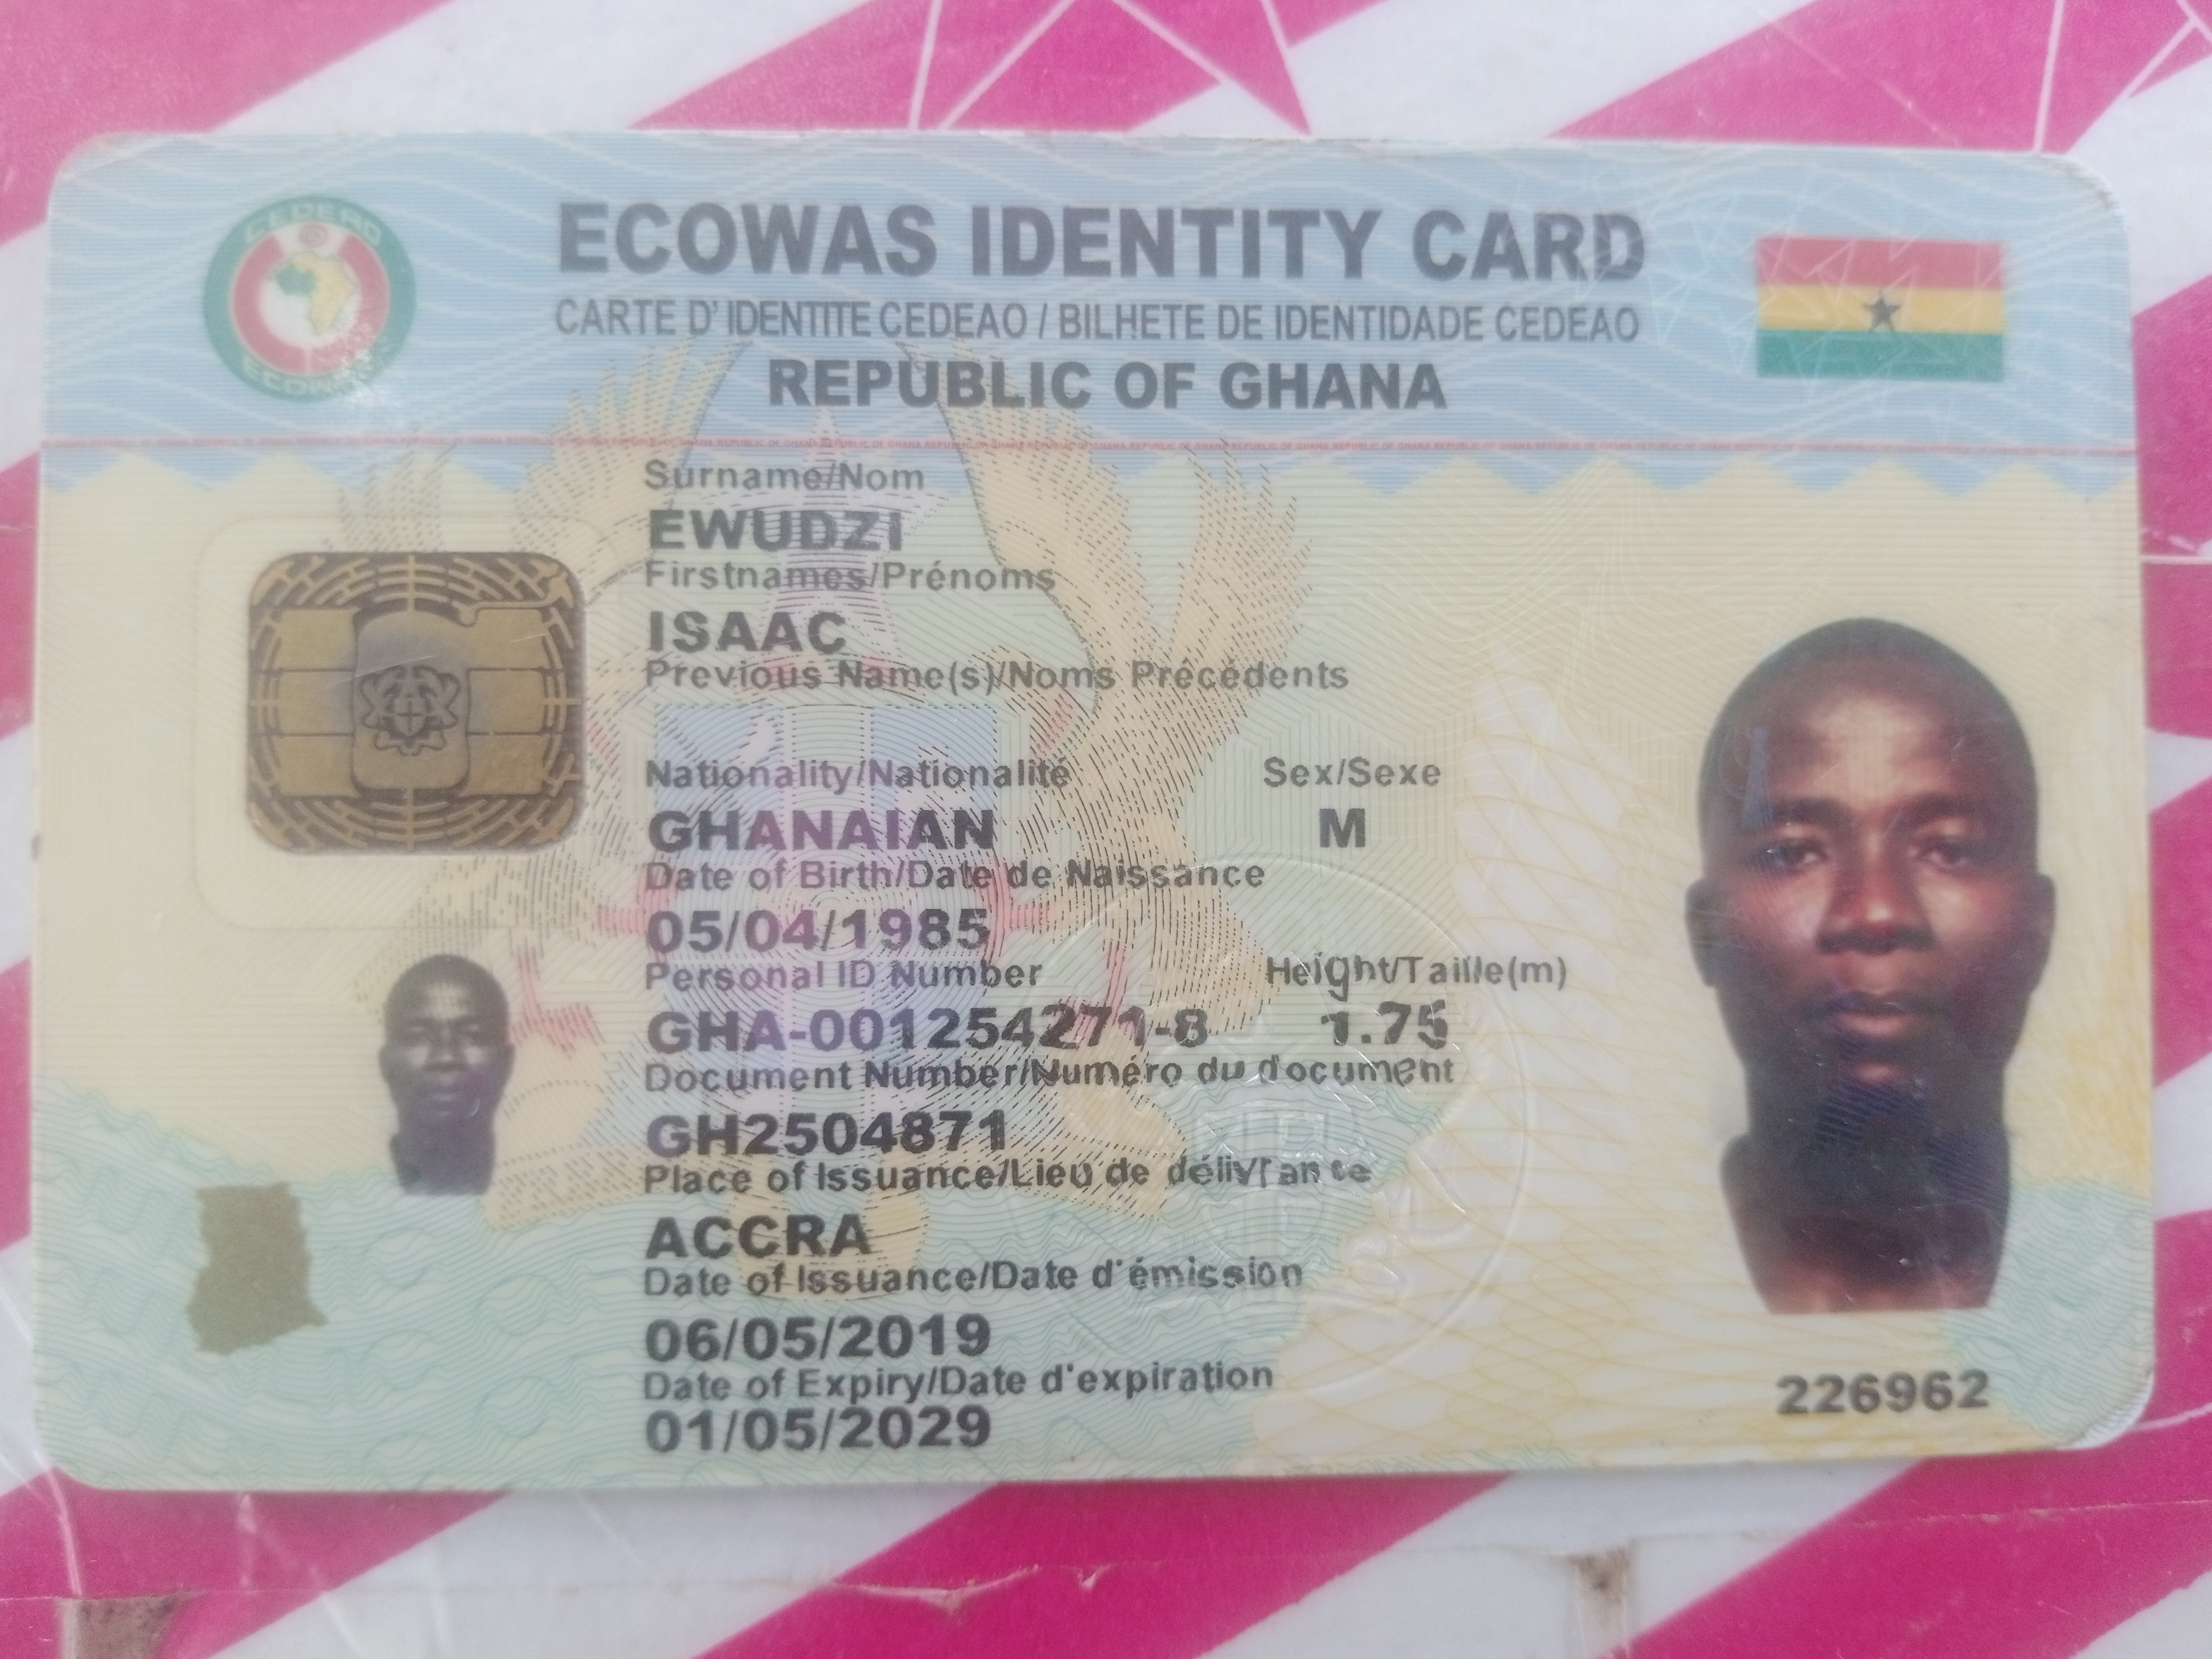 CEDEAO
ECOWAS IDENTITY CARD
CARTE D' IDENTITE CEDEAO / BILHETE DE IDENTIDADE CEDEAO
ECOWAS
REPUBLIC OF GHANA
Surname/Nom
EWUDZI
Firstnames/Prénoms
ISAAC
Previous Name(s)/Noms Précédents
Nationality/Nationalité Sex/Sexe
GHANAIAN M
Date of Birth/Date de Naissance
05/04/1985
Personal ID Number Height/Taille(m)
GHA-001254271-8 1.75
Document Number/Numéro du document
GH2504871
Place of Issuance/Lieu de délivrance
ACCRA
Date of Issuance/Date d'émission
06/05/2019
Date of Expiry/Date d'expiration
01/05/2029
226962